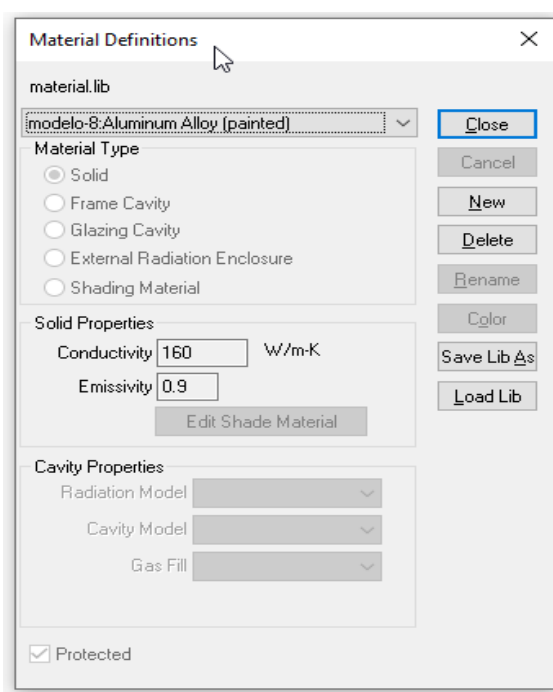 Material Definitions
material.lib
modelo-8:Aluminum Alloy (painted)
Close
Material Type
Solid
Cancel
Frame Cavity
New
Glazing Cavity
Delete
External Radiation Enclosure
Rename
Shading Material
Solid Properties
Color
Conductivity 160 W/m-K
Save Lib As
Emissivity 0.9
Load Lib
Edit Shade Material
Cavity Properties
Radiation Model
Cavity Model
Gas Fill
Protected